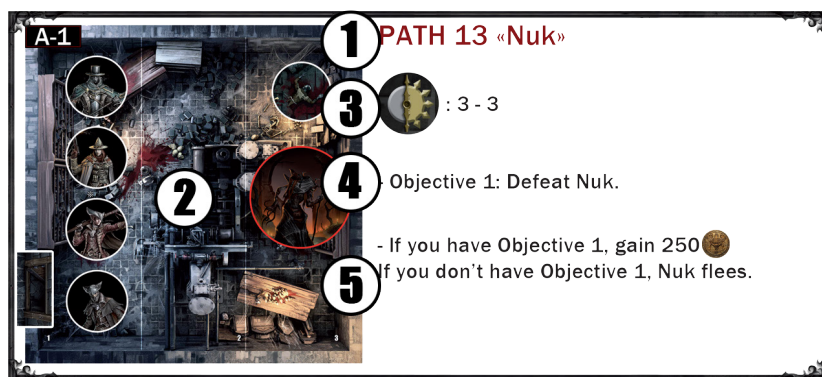 A-1
1
PATH 13 «Nuk»
3
: 3 - 3
2
4
- Objective 1: Defeat Nuk.
- If you have Objective 1, gain 250
5
If you don't have Objective 1, Nuk flees.
1
2
3